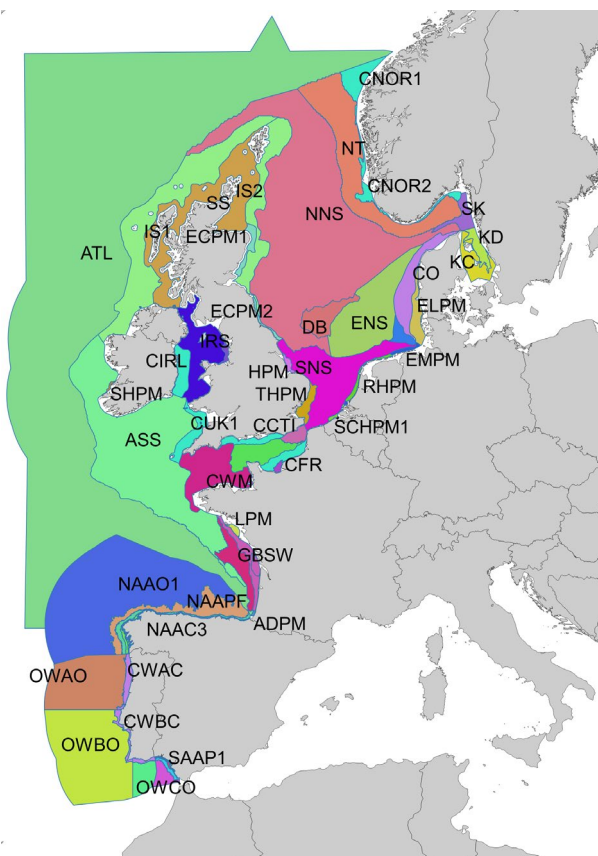 CNOR1
NT
CNOR2
IS2
SS
NNS
SK
IS1
ECPM1
KD
ATL
KC
CO
ECPM2
ELPM
DB
ENS
IRS
CIRL
EMPM
HPM
SNS
SHPM
THPM
RHPM
CUK1
CCTI
SCHPM1
ASS
CFR
CWM
LPM
GBSW
NAAO1
NAAPF
NAAC3
ADPM
OWAO
CWAC
CWBC
OWBO
SAAP1
OWCO